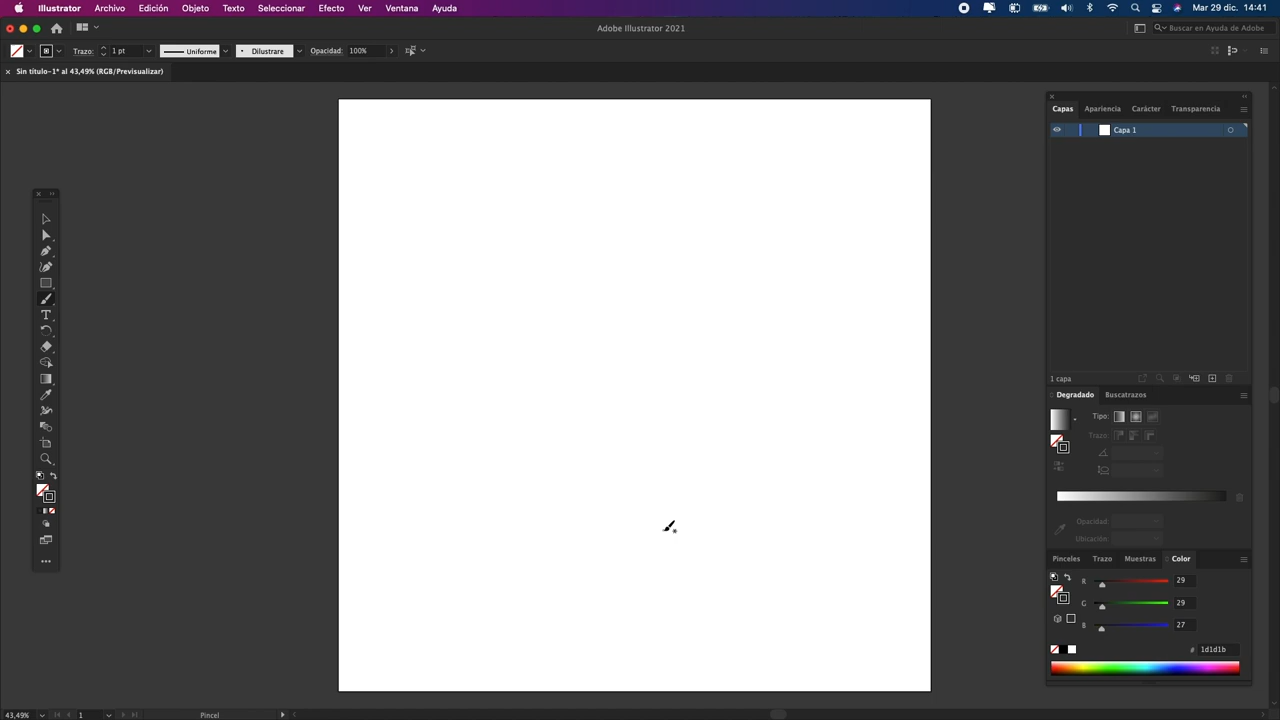 Illustrator Archivo Edición Objeto Texto Seleccionar Efecto Ver Ventana Ayuda Mar 29 dic. 14:41
Adobe Illustrator 2021 Buscar en Ayuda de Adobe
Trazo: 1 pt Uniforme Dilustrare Opacidad: 100%
Sin título-1* al 43,49% (RGB/Previsualizar)
Capas Apariencia Carácter Transparencia
Capa 1
1 capa
Degradado Buscatrazos
Tipo:
Trazo:
Opacidad:
Ubicación:
Pinceles Trazo Muestras Color
R 29
G 29
B 27
# 1d1d1b
43,49% 1 Pincel